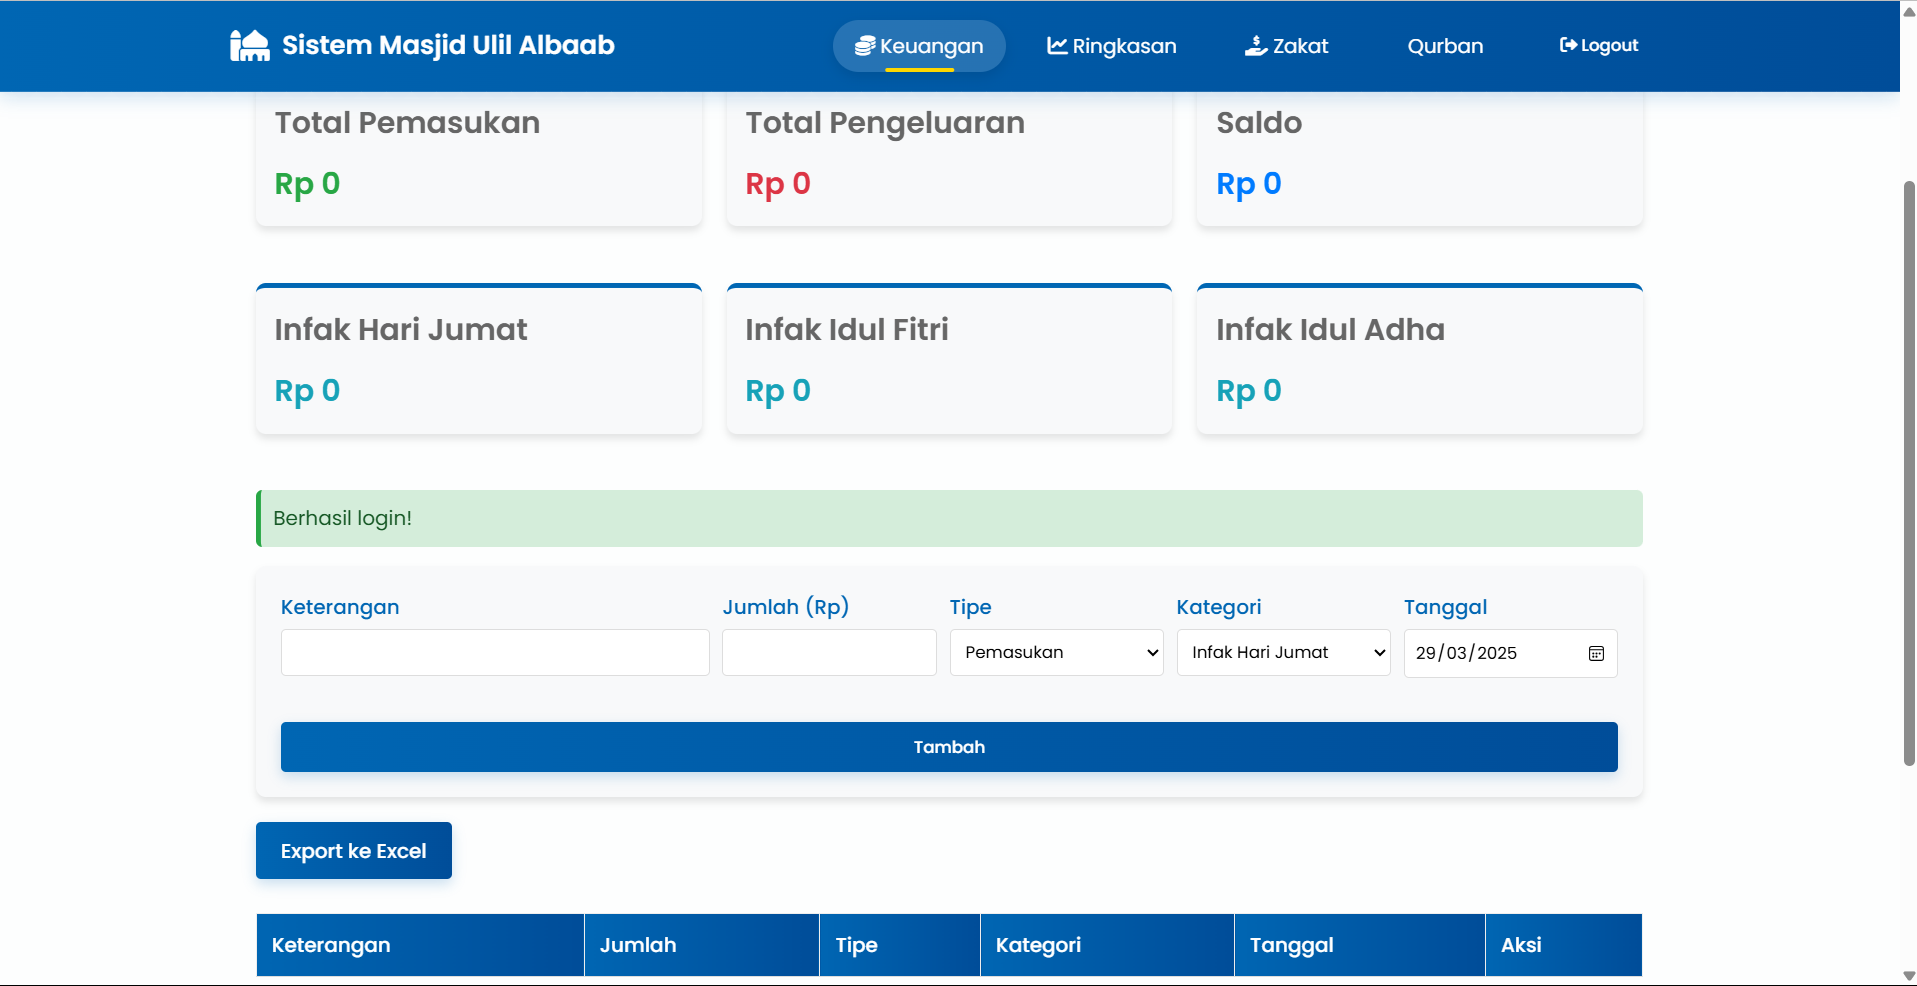 Sistem Masjid Ulil Albaab
Keuangan Ringkasan Zakat Qurban Logout
Total Pemasukan Total Pengeluaran Saldo
Rp 0 Rp 0 Rp 0
Infak Hari Jumat Infak Idul Fitri Infak Idul Adha
Rp 0 Rp 0 Rp 0
Berhasil login!
Keterangan Jumlah (Rp) Tipe Kategori Tanggal
Pemasukan Infak Hari Jumat 29/03/2025
Tambah
Export ke Excel
Keterangan Jumlah Tipe Kategori Tanggal Aksi